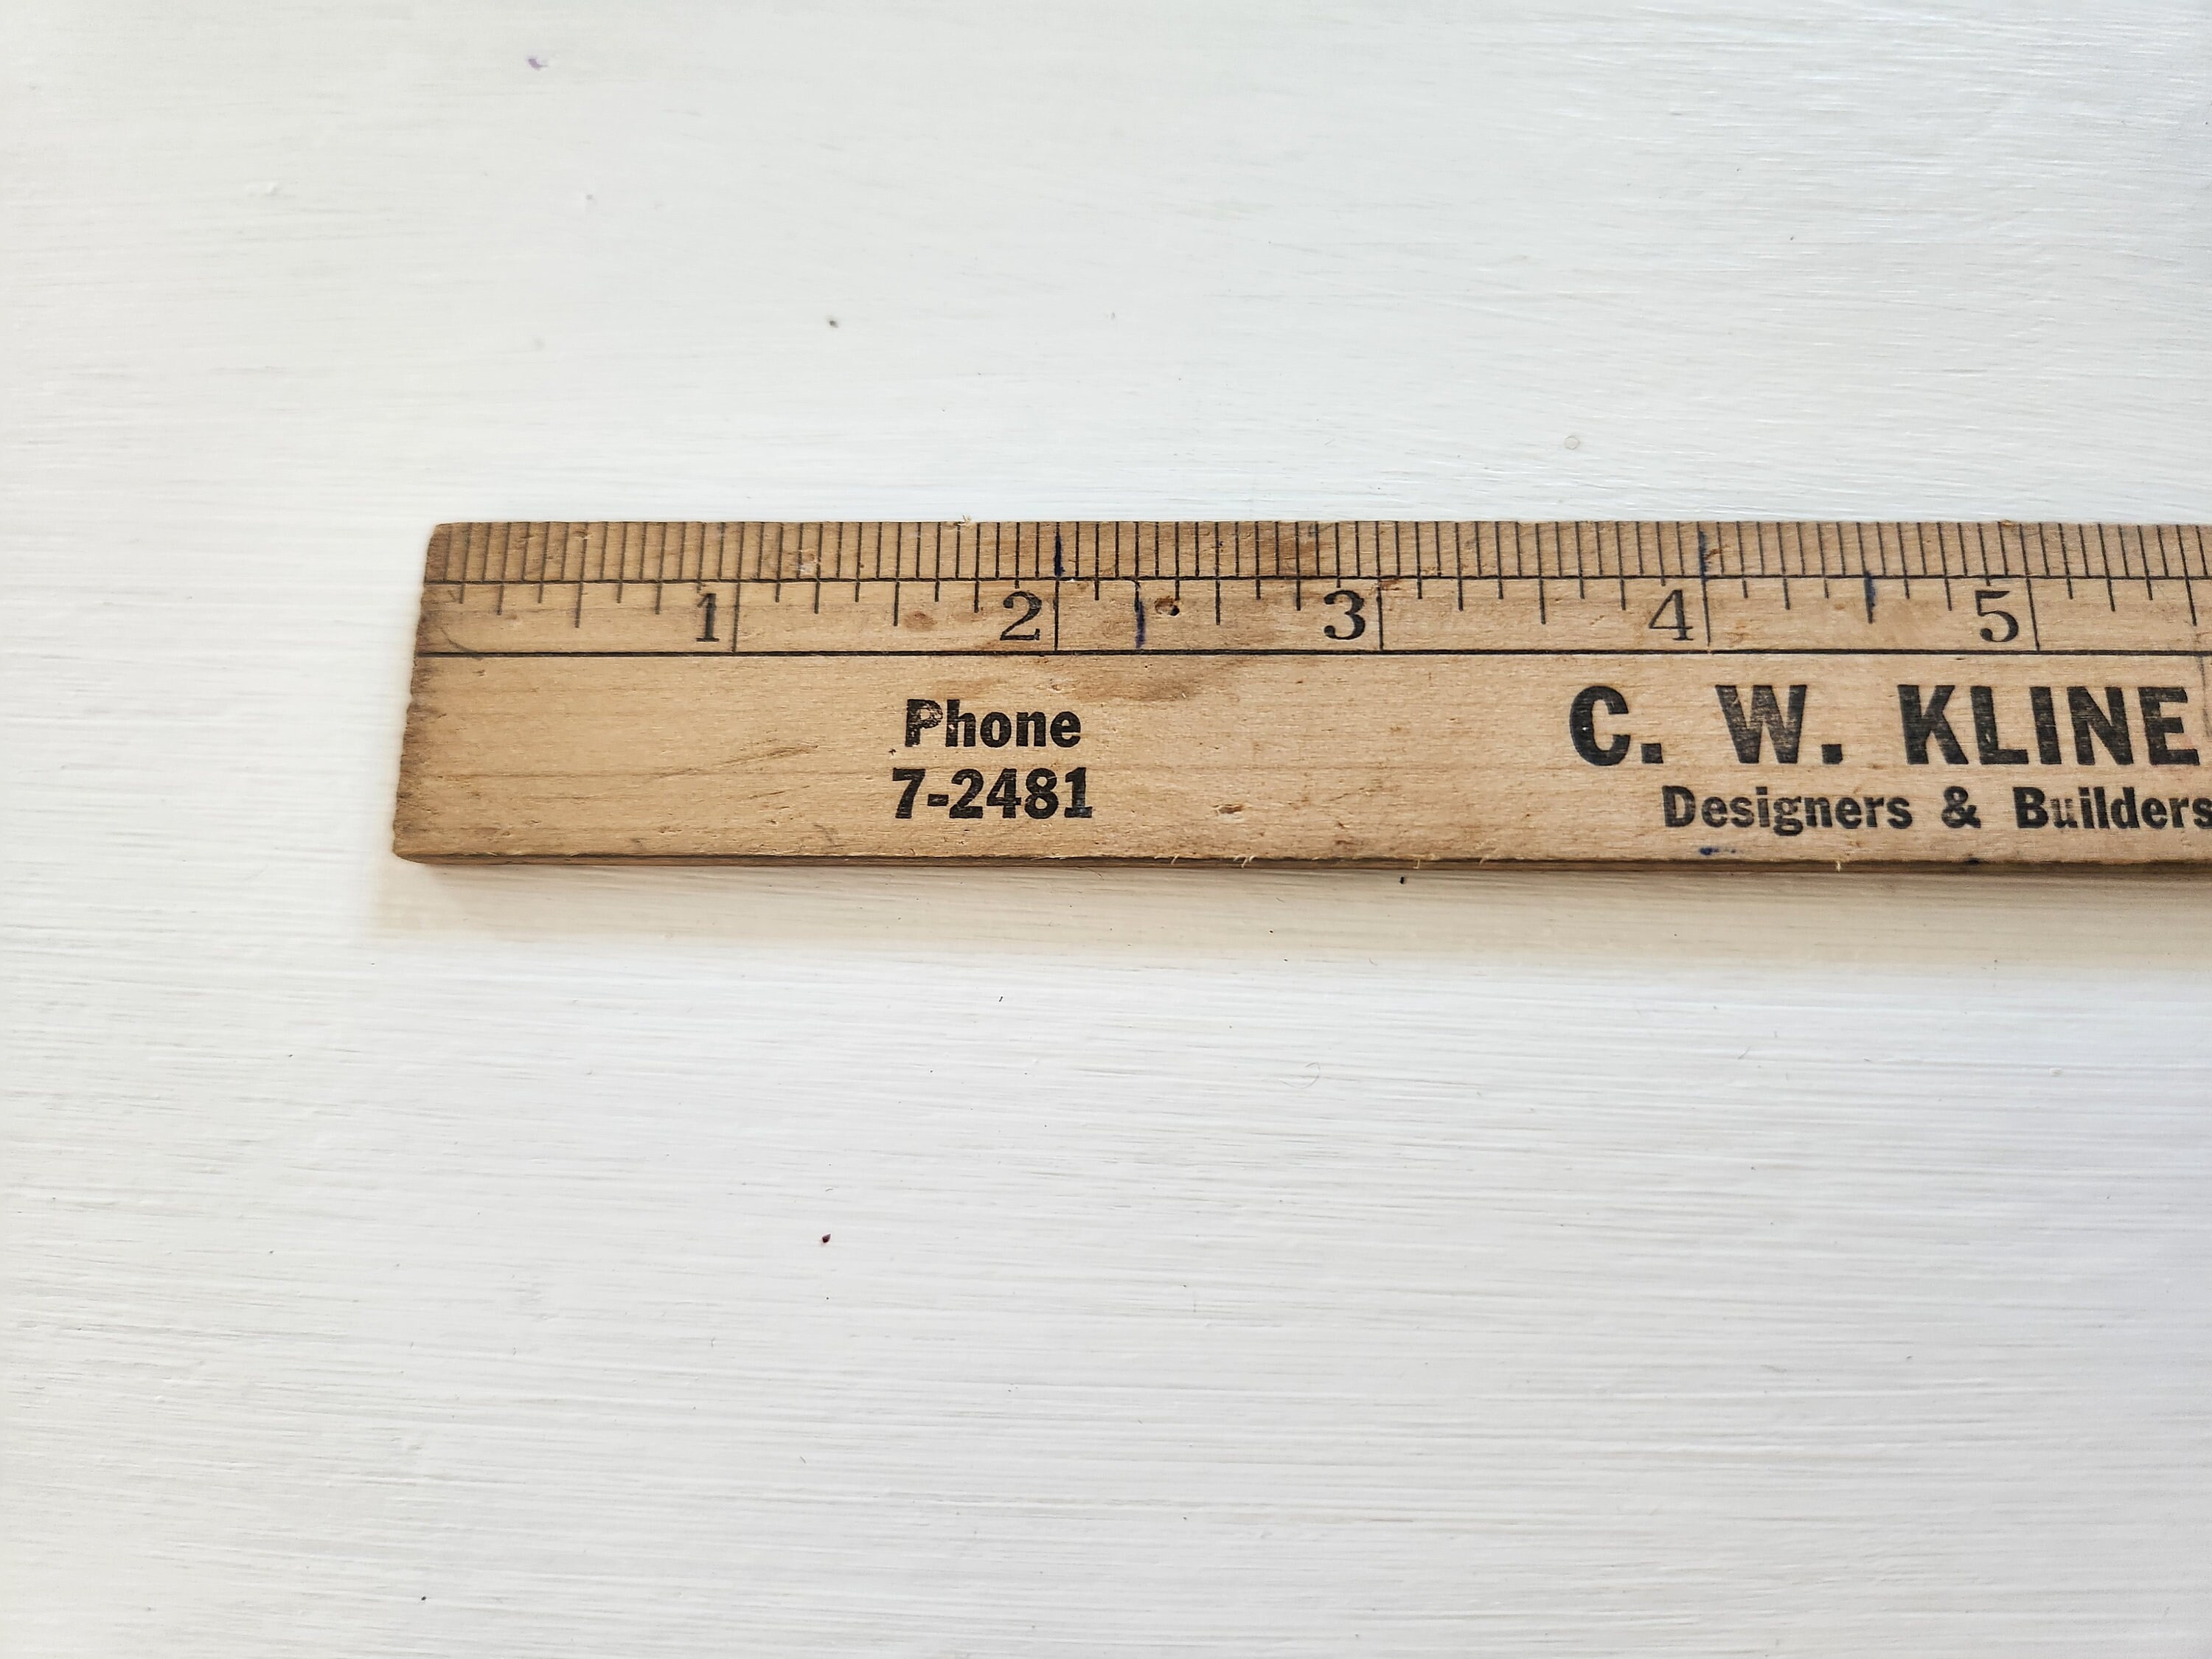 1 2 3 4 5
Phone
7-2481
C. W. KLINE
Designers & Builders